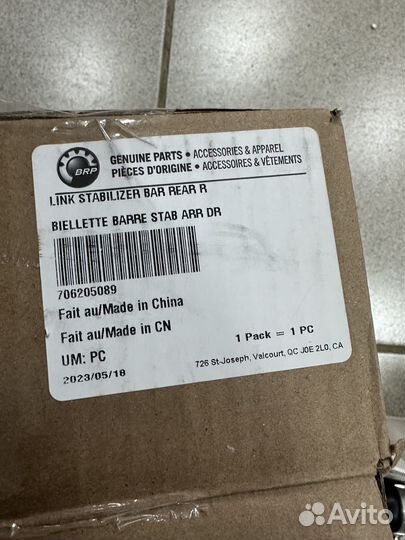 BRP
GENUINE PARTS • ACCESSORIES & APPAREL
PIÈCES D'ORIGINE • ACCESSOIRES & VÊTEMENTS
LINK STABILIZER BAR REAR R
BIELLETTE BARRE STAB ARR DR
706205089
Fait au/Made in China
Fait au/Made in CN
UM: PC
1 Pack = 1 PC
2023/05/18
726 St-Joseph, Valcourt, QC J0E 2L0, CA
Avito